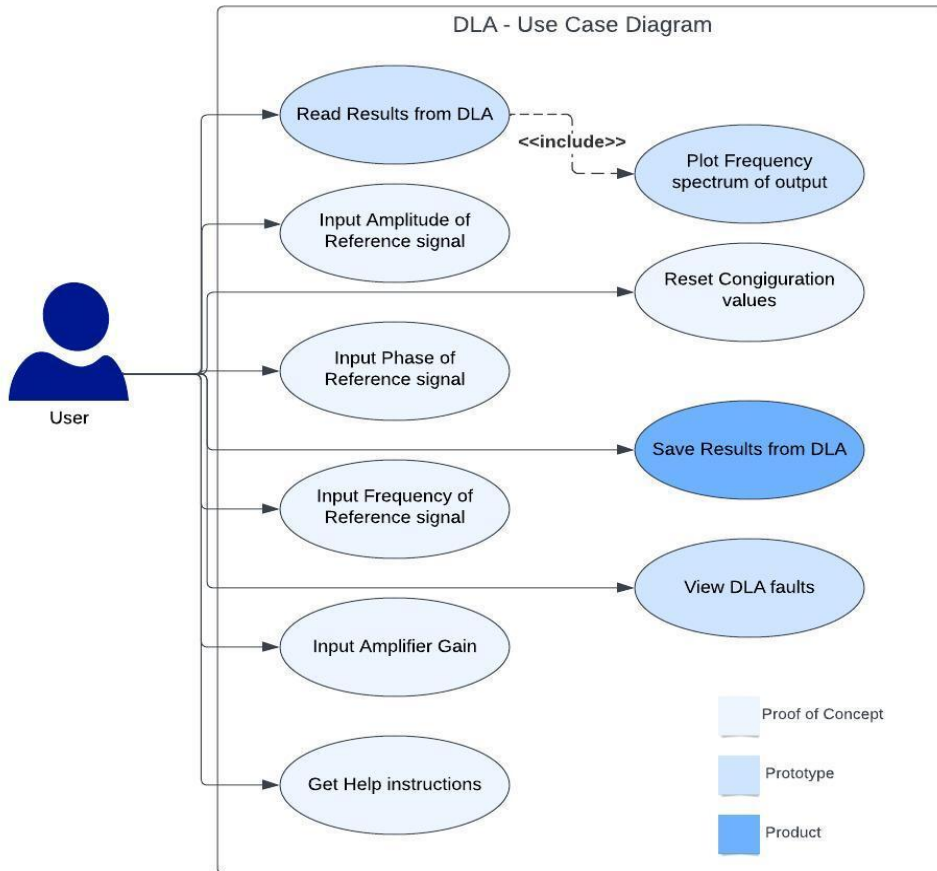 DLA - Use Case Diagram
Read Results from DLA
<<include>>
Plot Frequency
spectrum of output
Input Amplitude of
Reference signal
Reset Congiguration
values
User
Input Phase of
Reference signal
Save Results from DLA
Input Frequency of
Reference signal
View DLA faults
Input Amplifier Gain
Get Help instructions
Proof of Concept
Prototype
Product